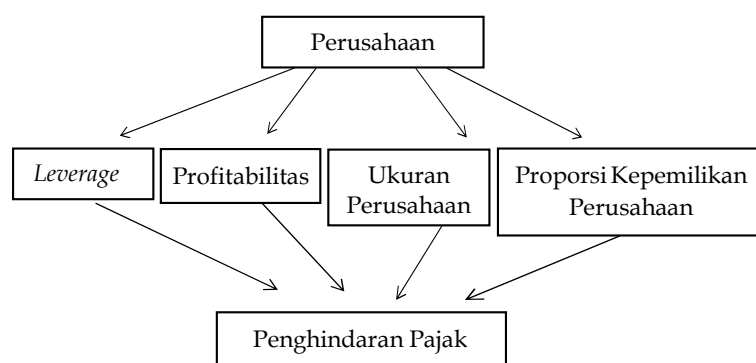 Perusahaan
Leverage
Profitabilitas
Ukuran
Perusahaan
Proporsi Kepemilikan
Perusahaan
Penghindaran Pajak